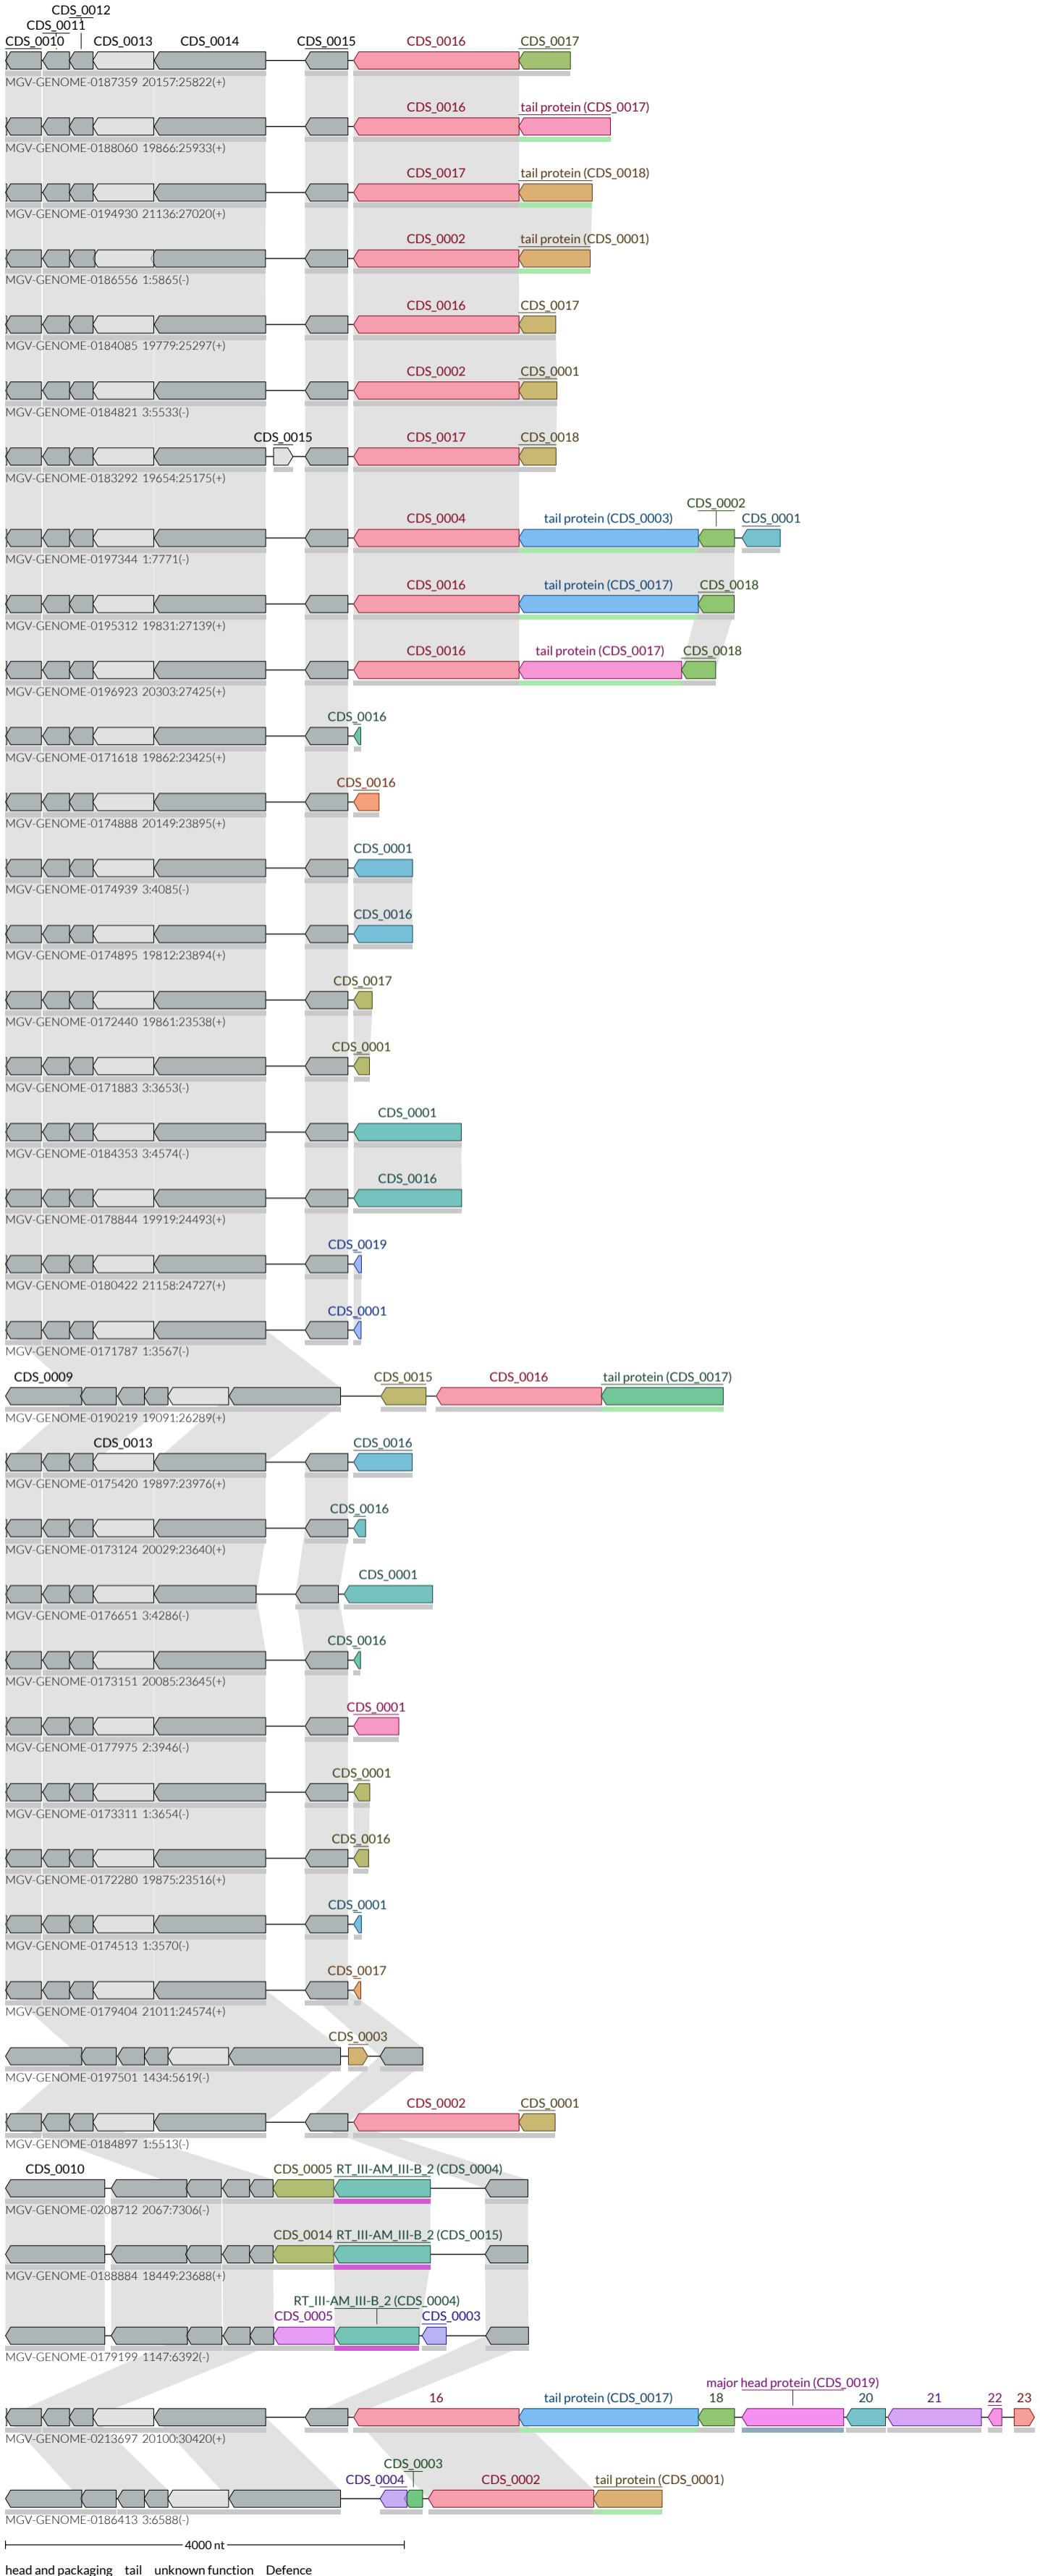 CDS_0012
CDS_0011
CDS_0010 CDS_0013 CDS_0014 CDS_0015 CDS_0016 CDS_0017
MGV-GENOME-0187359 20157:25822(+)
CDS_0016 tail protein (CDS_0017)
MGV-GENOME-0188060 19866:25933(+)
CDS_0017 tail protein (CDS_0018)
MGV-GENOME-0194930 21136:27020(+)
CDS_0002 tail protein (CDS_0001)
MGV-GENOME-0186556 1:5865(-)
CDS_0016 CDS_0017
MGV-GENOME-0184085 19779:25297(+)
CDS_0002 CDS_0001
MGV-GENOME-0184821 3:5533(-)
CDS_0015 CDS_0017 CDS_0018
MGV-GENOME-0183292 19654:25175(+)
CDS_0002
CDS_0004 tail protein (CDS_0003) CDS_0001
MGV-GENOME-0197344 1:7771(-)
CDS_0016 tail protein (CDS_0017) CDS_0018
MGV-GENOME-0195312 19831:27139(+)
CDS_0016 tail protein (CDS_0017) CDS_0018
MGV-GENOME-0196923 20303:27425(+)
CDS_0016
MGV-GENOME-0171618 19862:23425(+)
CDS_0016
MGV-GENOME-0174888 20149:23895(+)
CDS_0001
MGV-GENOME-0174939 3:4085(-)
CDS_0016
MGV-GENOME-0174895 19812:23894(+)
CDS_0017
MGV-GENOME-0172440 19861:23538(+)
CDS_0001
MGV-GENOME-0171883 3:3653(-)
CDS_0001
MGV-GENOME-0184353 3:4574(-)
CDS_0016
MGV-GENOME-0178844 19919:24493(+)
CDS_0019
MGV-GENOME-0180422 21158:24727(+)
CDS_0001
MGV-GENOME-0171787 1:3567(-)
CDS_0009 CDS_0015 CDS_0016 tail protein (CDS_0017)
MGV-GENOME-0190219 19091:26289(+)
CDS_0013 CDS_0016
MGV-GENOME-0175420 19897:23976(+)
CDS_0016
MGV-GENOME-0173124 20029:23640(+)
CDS_0001
MGV-GENOME-0176651 3:4286(-)
CDS_0016
MGV-GENOME-0173151 20085:23645(+)
CDS_0001
MGV-GENOME-0177975 2:3946(-)
CDS_0001
MGV-GENOME-0173311 1:3654(-)
CDS_0016
MGV-GENOME-0172280 19875:23516(+)
CDS_0001
MGV-GENOME-0174513 1:3570(-)
CDS_0017
MGV-GENOME-0179404 21011:24574(+)
CDS_0003
MGV-GENOME-0197501 1434:5619(-)
CDS_0002 CDS_0001
MGV-GENOME-0184897 1:5513(-)
CDS_0010 CDS_0005 RT_III-AM_III-B_2 (CDS_0004)
MGV-GENOME-0208712 2067:7306(-)
CDS_0014 RT_III-AM_III-B_2 (CDS_0015)
MGV-GENOME-0188884 18449:23688(+)
RT_III-AM_III-B_2 (CDS_0004)
CDS_0005 CDS_0003
MGV-GENOME-0179199 1147:6392(-)
major head protein (CDS_0019)
16 tail protein (CDS_0017) 18 20 21 22 23
MGV-GENOME-0213697 20100:30420(+)
CDS_0003
CDS_0004 CDS_0002 tail protein (CDS_0001)
MGV-GENOME-0186413 3:6588(-)
4000 nt
head and packaging tail unknown function Defence